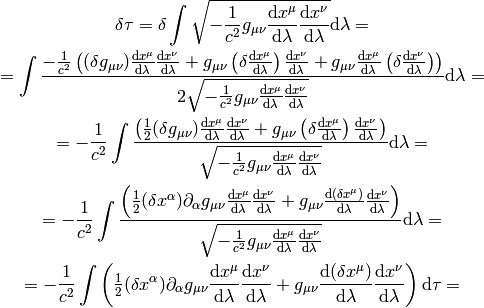 $\delta\tau = \delta \int \sqrt{-\frac{1}{c^2} g_{\mu\nu} \frac{\mathrm{d}x^\mu}{\mathrm{d}\lambda} \frac{\mathrm{d}x^\nu}{\mathrm{d}\lambda}} \mathrm{d}\lambda =$
$= \int \frac{-\frac{1}{c^2} \left( (\delta g_{\mu\nu}) \frac{\mathrm{d}x^\mu}{\mathrm{d}\lambda} \frac{\mathrm{d}x^\nu}{\mathrm{d}\lambda} + g_{\mu\nu} \left( \delta \frac{\mathrm{d}x^\mu}{\mathrm{d}\lambda} \right) \frac{\mathrm{d}x^\nu}{\mathrm{d}\lambda} + g_{\mu\nu} \frac{\mathrm{d}x^\mu}{\mathrm{d}\lambda} \left( \delta \frac{\mathrm{d}x^\nu}{\mathrm{d}\lambda} \right) \right)}{2 \sqrt{-\frac{1}{c^2} g_{\mu\nu} \frac{\mathrm{d}x^\mu}{\mathrm{d}\lambda} \frac{\mathrm{d}x^\nu}{\mathrm{d}\lambda}}} \mathrm{d}\lambda =$
$= -\frac{1}{c^2} \int \frac{\left( \frac{1}{2} (\delta g_{\mu\nu}) \frac{\mathrm{d}x^\mu}{\mathrm{d}\lambda} \frac{\mathrm{d}x^\nu}{\mathrm{d}\lambda} + g_{\mu\nu} \left( \delta \frac{\mathrm{d}x^\mu}{\mathrm{d}\lambda} \right) \frac{\mathrm{d}x^\nu}{\mathrm{d}\lambda} \right)}{\sqrt{-\frac{1}{c^2} g_{\mu\nu} \frac{\mathrm{d}x^\mu}{\mathrm{d}\lambda} \frac{\mathrm{d}x^\nu}{\mathrm{d}\lambda}}} \mathrm{d}\lambda =$
$= -\frac{1}{c^2} \int \frac{\left( \frac{1}{2} (\delta x^\alpha) \partial_\alpha g_{\mu\nu} \frac{\mathrm{d}x^\mu}{\mathrm{d}\lambda} \frac{\mathrm{d}x^\nu}{\mathrm{d}\lambda} + g_{\mu\nu} \frac{\mathrm{d}(\delta x^\mu)}{\mathrm{d}\lambda} \frac{\mathrm{d}x^\nu}{\mathrm{d}\lambda} \right)}{\sqrt{-\frac{1}{c^2} g_{\mu\nu} \frac{\mathrm{d}x^\mu}{\mathrm{d}\lambda} \frac{\mathrm{d}x^\nu}{\mathrm{d}\lambda}}} \mathrm{d}\lambda =$
$= -\frac{1}{c^2} \int \left( \frac{1}{2} (\delta x^\alpha) \partial_\alpha g_{\mu\nu} \frac{\mathrm{d}x^\mu}{\mathrm{d}\lambda} \frac{\mathrm{d}x^\nu}{\mathrm{d}\lambda} + g_{\mu\nu} \frac{\mathrm{d}(\delta x^\mu)}{\mathrm{d}\lambda} \frac{\mathrm{d}x^\nu}{\mathrm{d}\lambda} \right) \mathrm{d}\tau =$